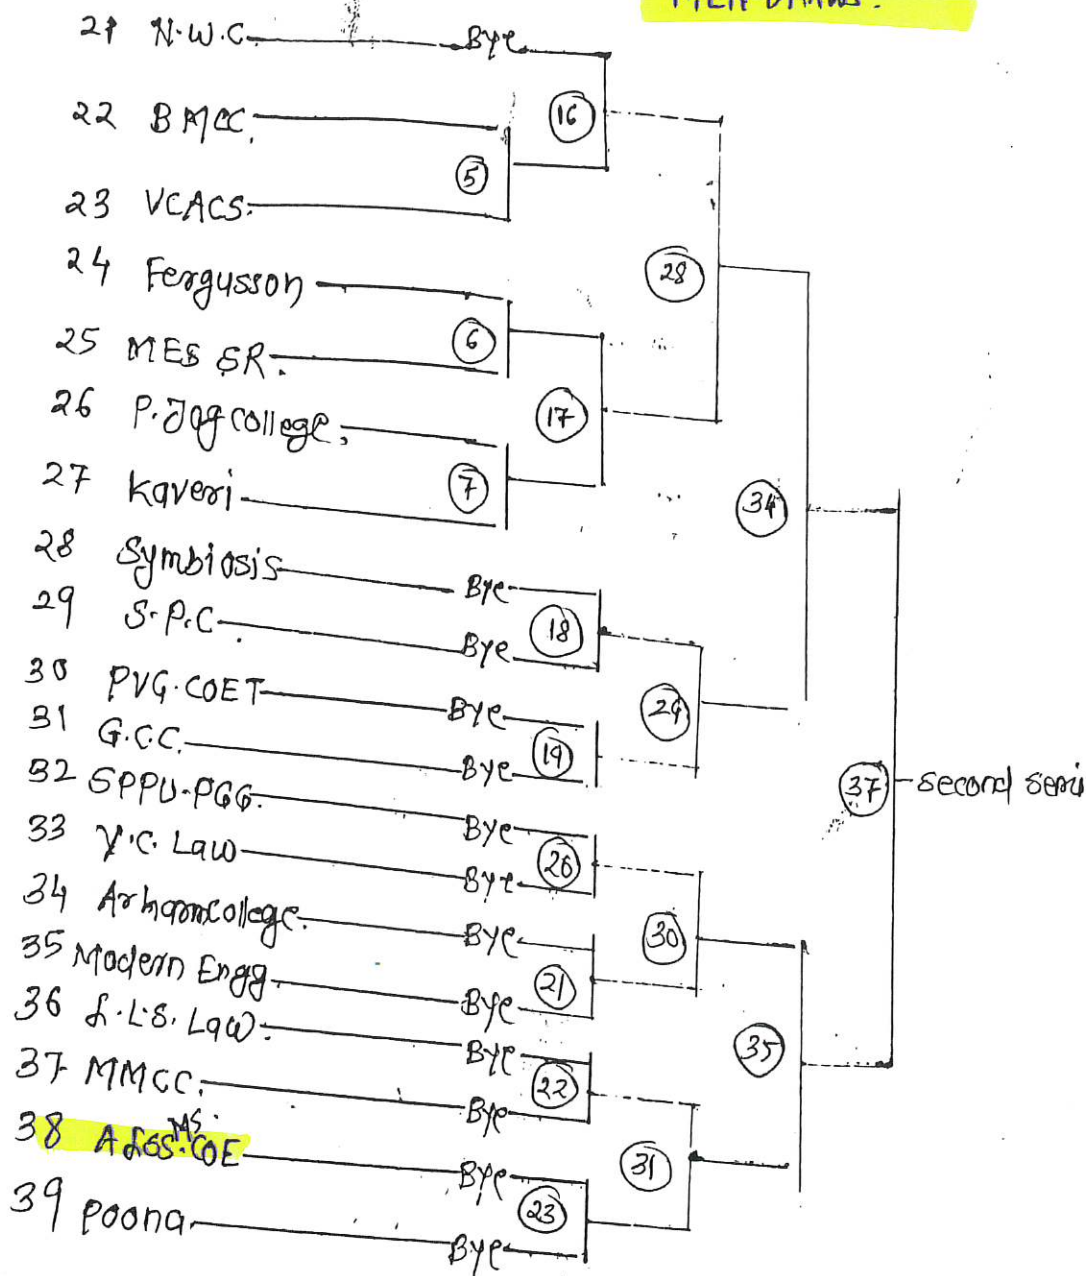 21 N.W.C. Bye
16
22 BMCC.
5
23 VCACS.
24 Fergusson
28
6
25 MES SR.
26 P. Jog college.
17
27 Kaveri
7
34
28 Symbiosis Bye
18
29 S.P.C Bye
30 PVG.COET Bye
29
31 G.C.C. Bye
19
37 second semi
32 SPPU-PGG. Bye
20
33 Y.C. Law Bye
34 Arhamcollege. Bye
30
35 Modern Engg. Bye
21
36 I.L.S. Law. Bye
35
22
37 MMCC. Bye
38 AISSMS.COE Bye
31
23
39 Poona Bye